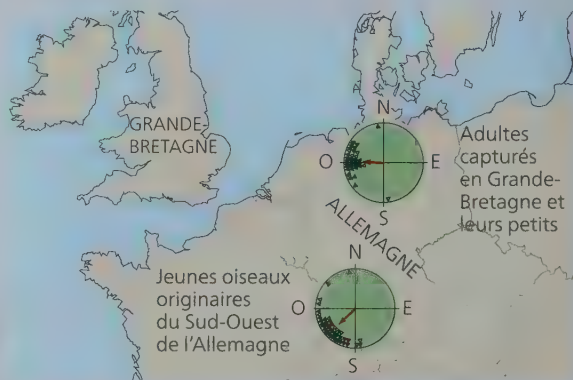 GRANDE-
BRETAGNE
N
O
E
S
Adultes
capturés
en Grande-
Bretagne et
leurs petits
ALLEMAGNE
Jeunes oiseaux
originaires
du Sud-Ouest
de l'Allemagne
N
O
E
S